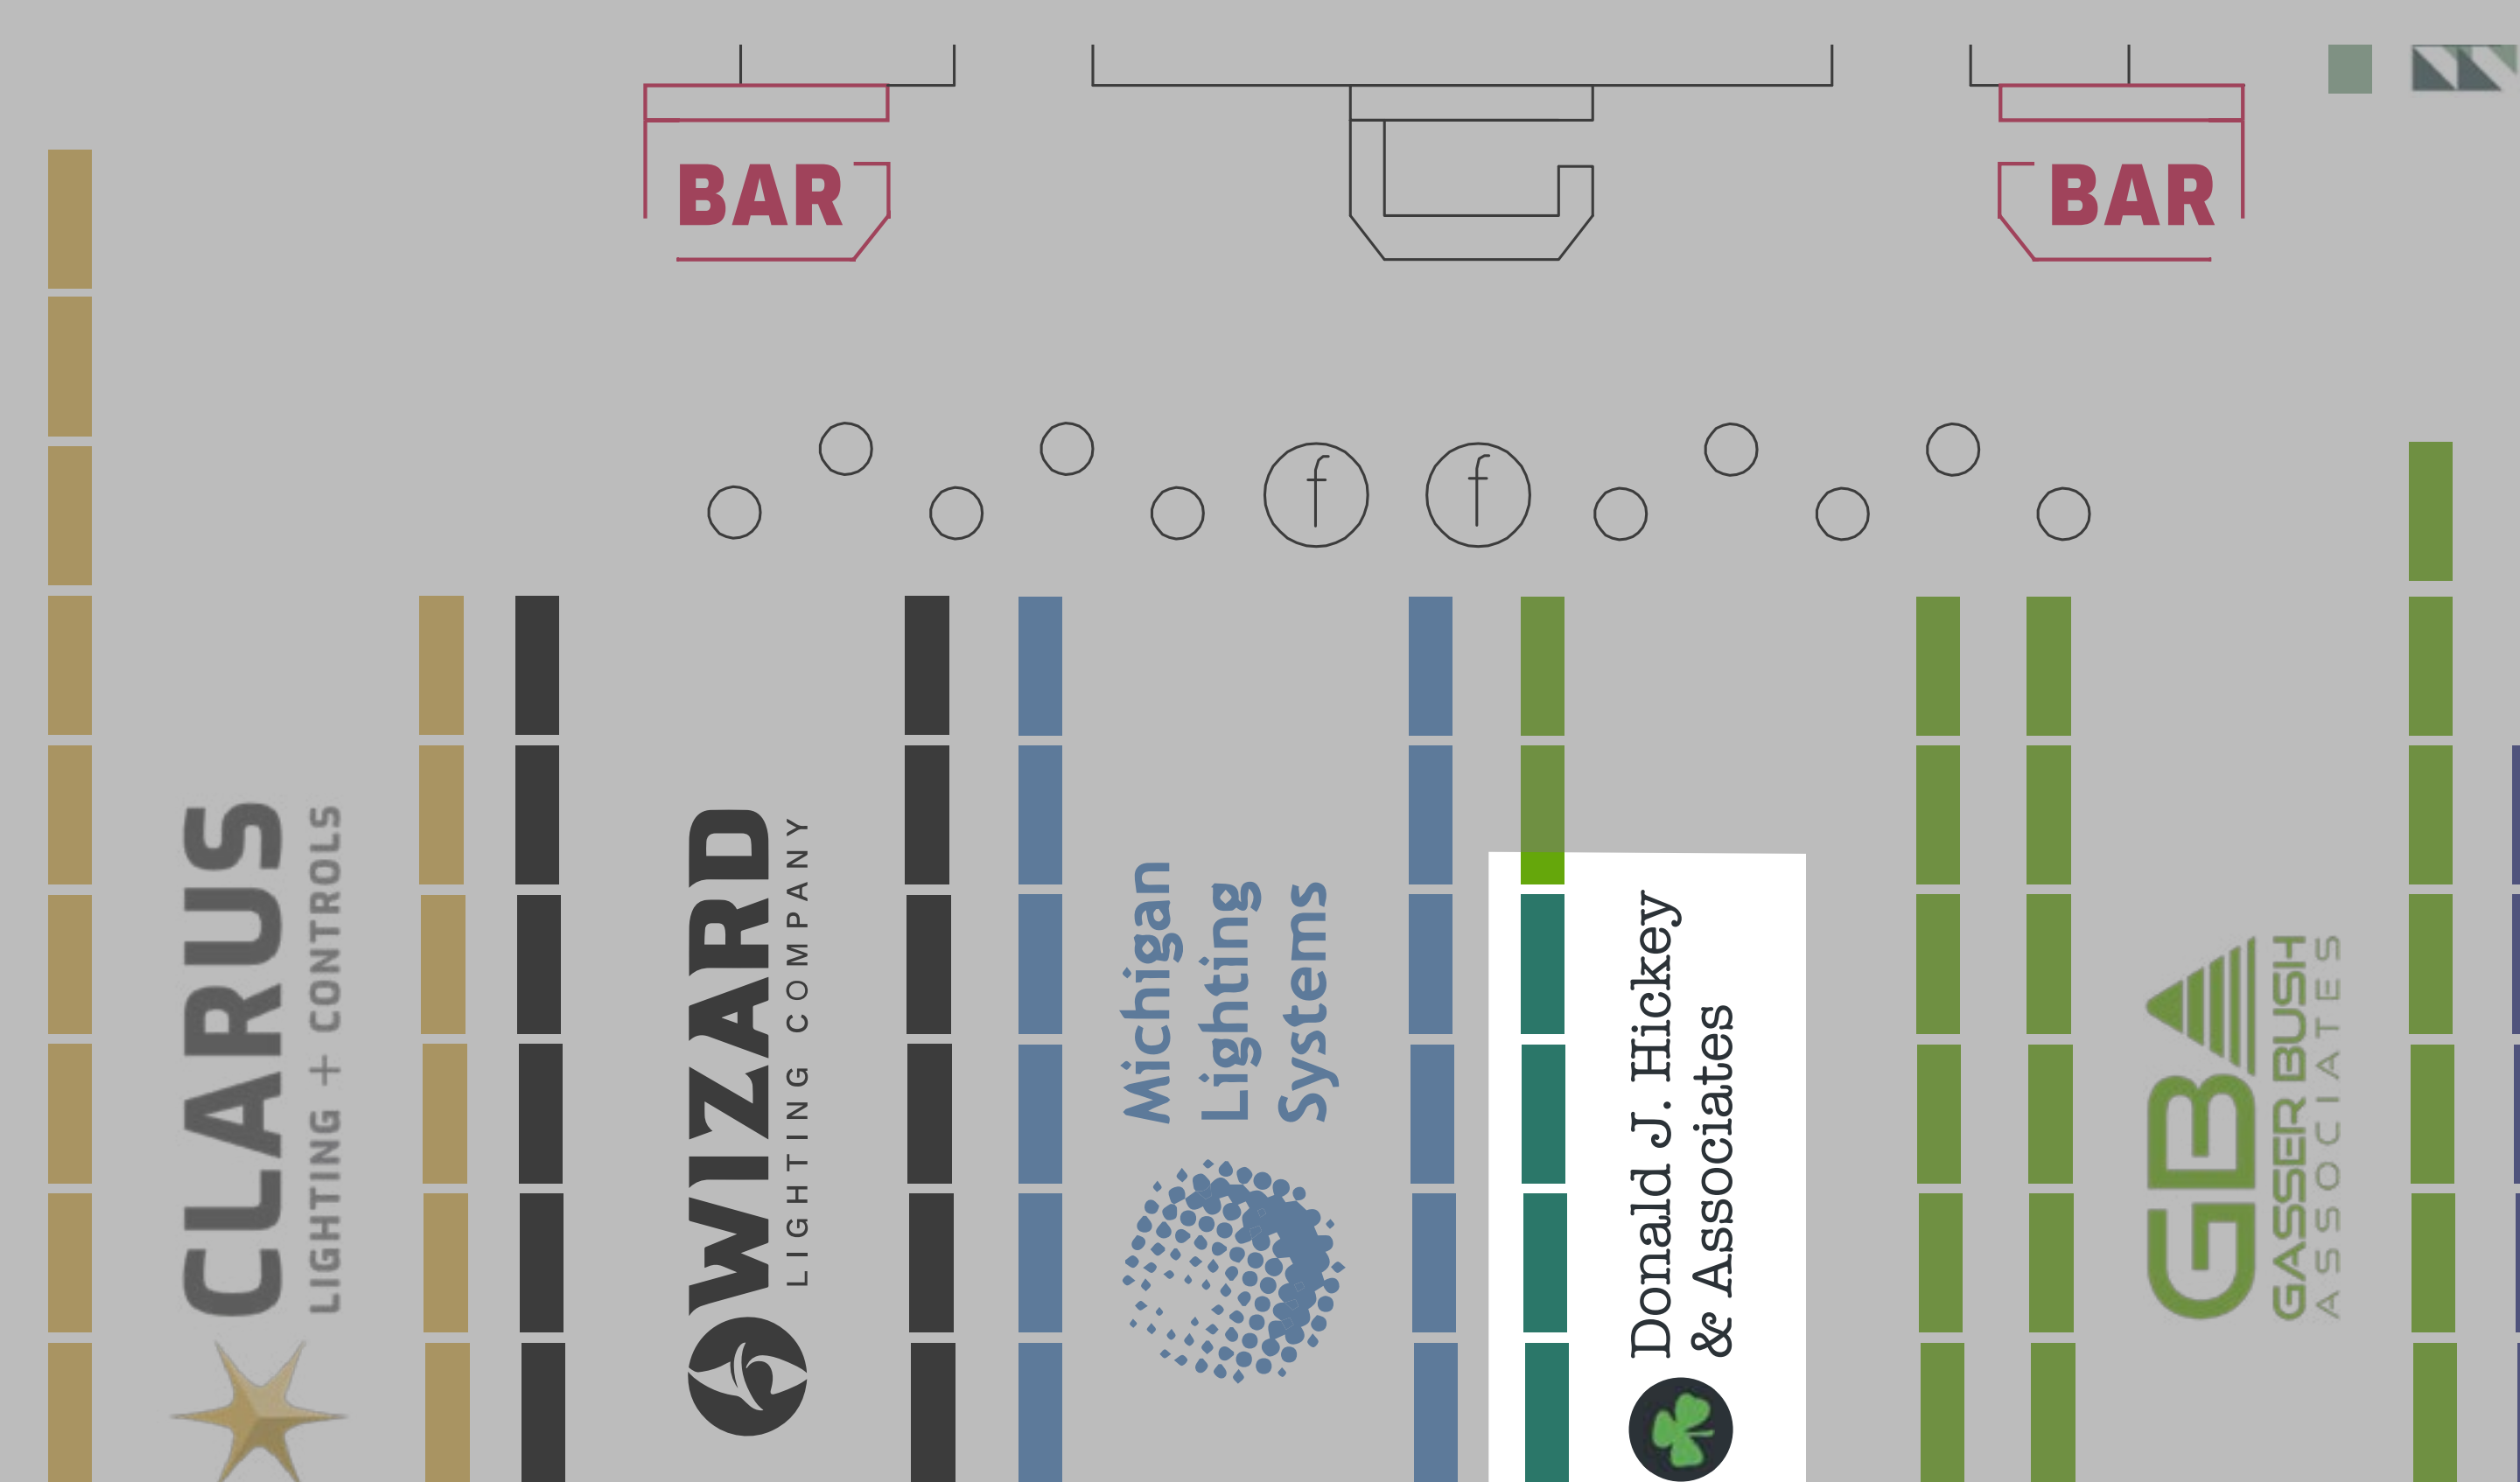 BAR
BAR
f
f
CLARUS
LIGHTING + CONTROLS
WIZARD
LIGHTING COMPANY
Michigan
Lighting
Systems
Donald J. Hickey
& Associates
GBA
GASSER BUSH
ASSOCIATES